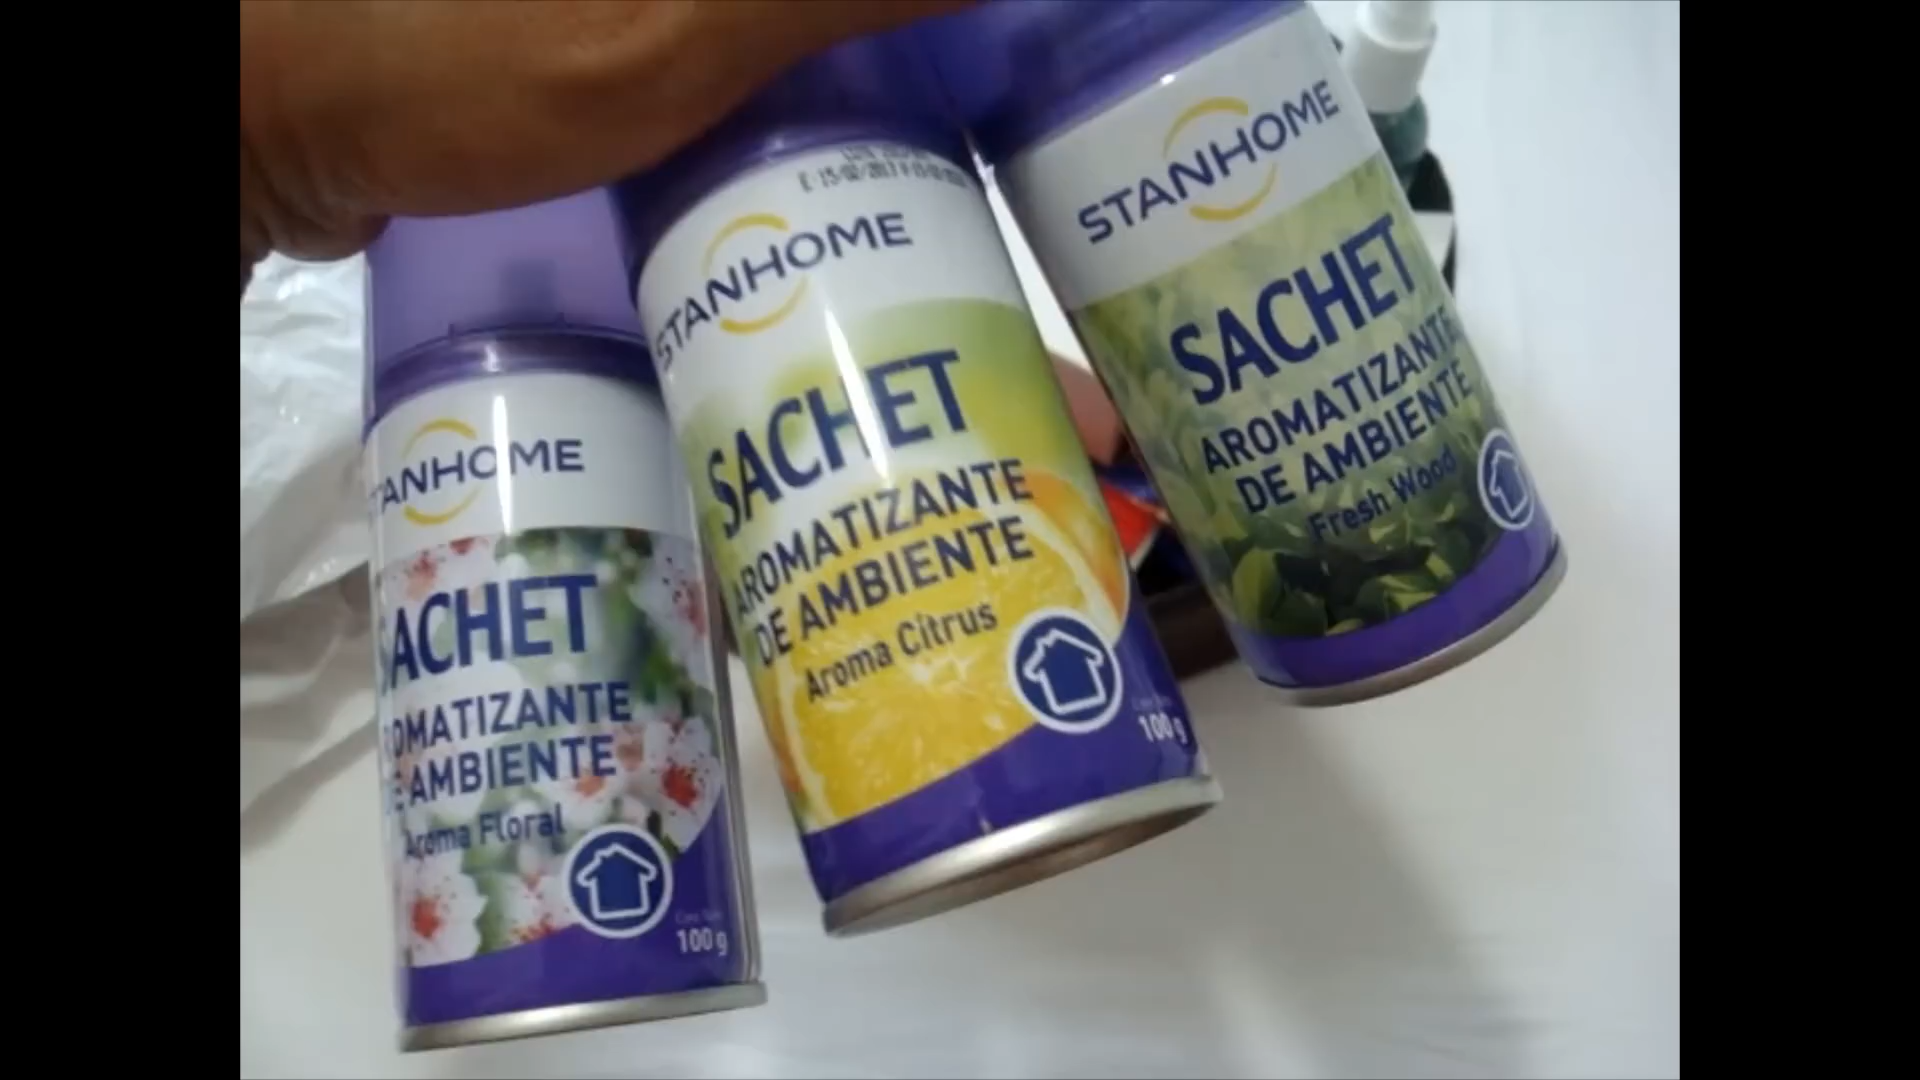 STANHOME
SACHET
AROMATIZANTE
DE AMBIENTE
Aroma Floral
100 g
STANHOME
SACHET
AROMATIZANTE
DE AMBIENTE
Aroma Citrus
100 g
STANHOME
SACHET
AROMATIZANTE
DE AMBIENTE
Fresh Wood